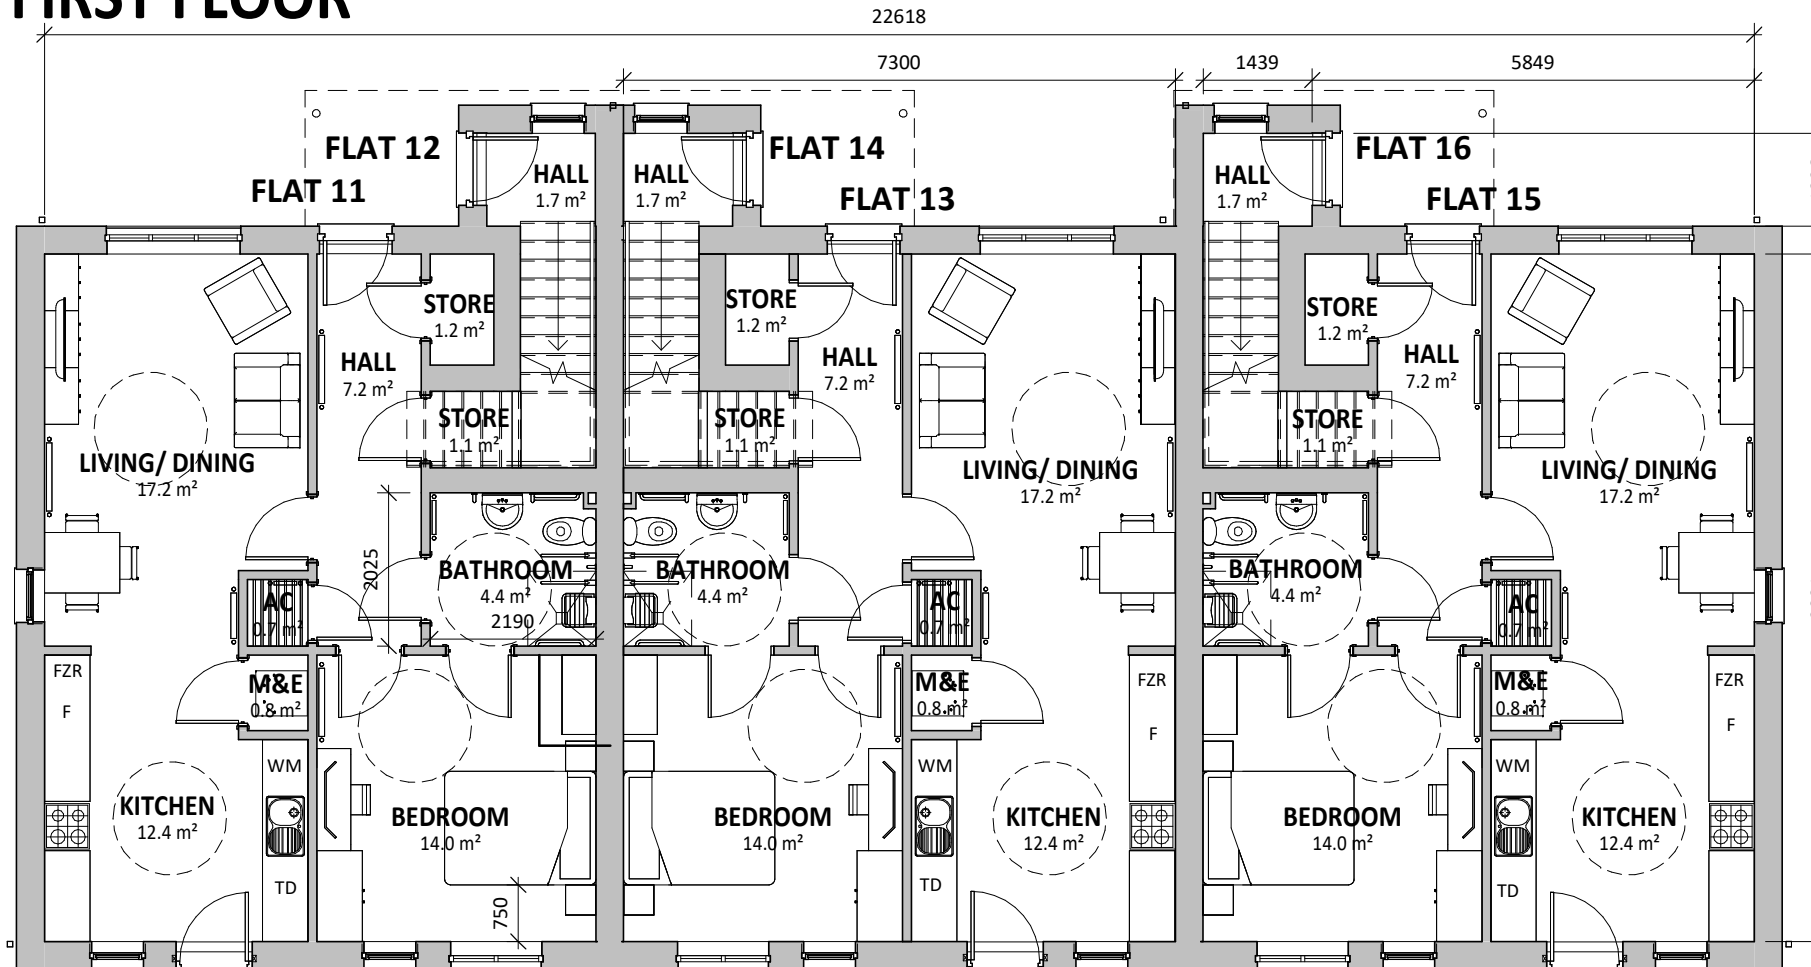 FIRST FLOOR
22618
7300
1439
5849
FLAT 12
FLAT 11
HALL
1.7 m²
HALL
1.7 m²
FLAT 14
FLAT 13
HALL
1.7 m²
FLAT 16
FLAT 15
STORE
1.2 m²
HALL
7.2 m²
STORE
1.1 m²
LIVING/ DINING
17.2 m²
STORE
1.2 m²
HALL
7.2 m²
STORE
1.1 m²
LIVING/ DINING
17.2 m²
STORE
1.2 m²
HALL
7.2 m²
STORE
1.1 m²
LIVING/ DINING
17.2 m²
2025
BATHROOM
4.4 m²
2190
AC
0.7 m²
BATHROOM
4.4 m²
AC
0.7 m²
BATHROOM
4.4 m²
AC
0.7 m²
FZR
F
M&E
0.8 m²
WM
KITCHEN
12.4 m²
TD
BEDROOM
14.0 m²
750
BEDROOM
14.0 m²
M&E
0.8 m²
WM
TD
KITCHEN
12.4 m²
FZR
F
BEDROOM
14.0 m²
M&E
0.8 m²
WM
TD
KITCHEN
12.4 m²
FZR
F